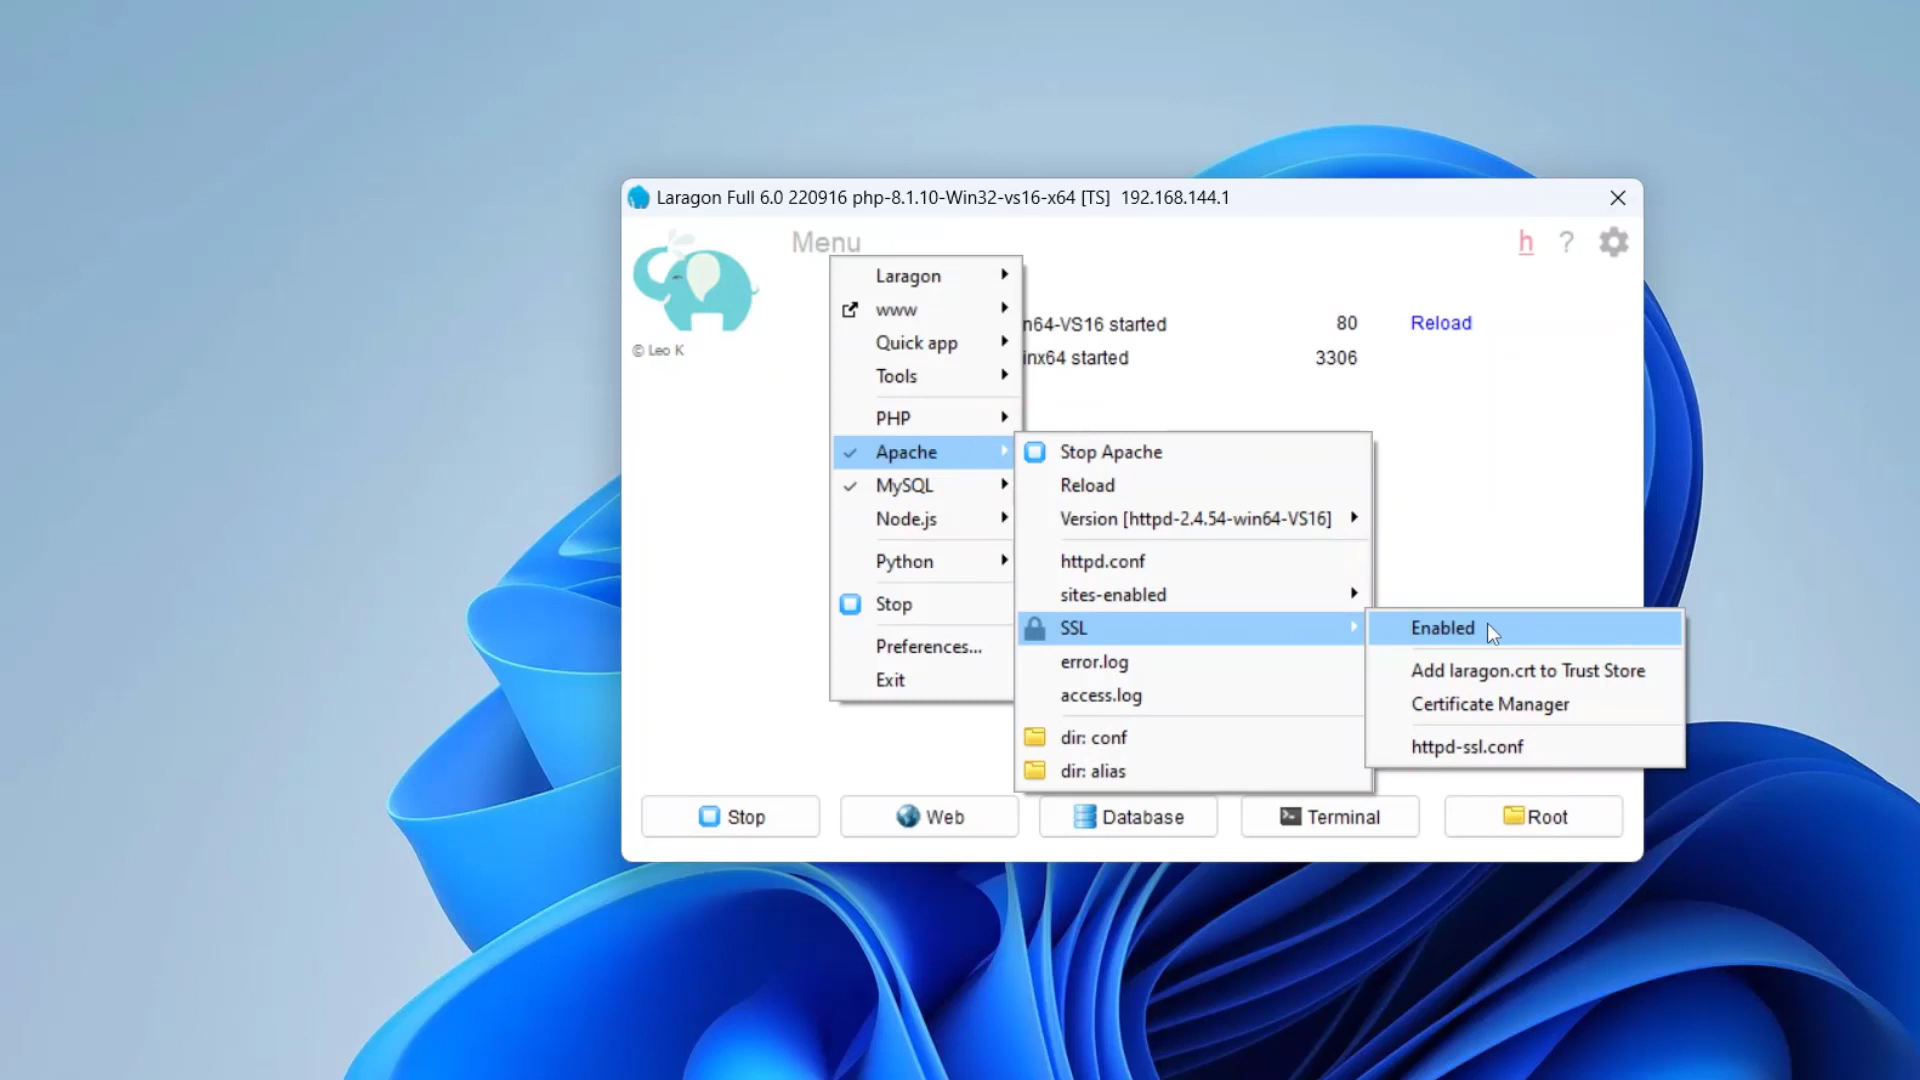 Laragon Full 6.0 220916 php-8.1.10-Win32-vs16-x64 [TS] 192.168.144.1
Menu
h ?
© Leo K
Laragon
www
Quick app
Tools
PHP
Apache
MySQL
Node.js
Python
Stop
Preferences...
Exit
n64-VS16 started 80 Reload
inx64 started 3306
Stop Apache
Reload
Version [httpd-2.4.54-win64-VS16]
httpd.conf
sites-enabled
SSL
error.log
access.log
dir: conf
dir: alias
Enabled
Add laragon.crt to Trust Store
Certificate Manager
httpd-ssl.conf
Stop Web Database Terminal Root